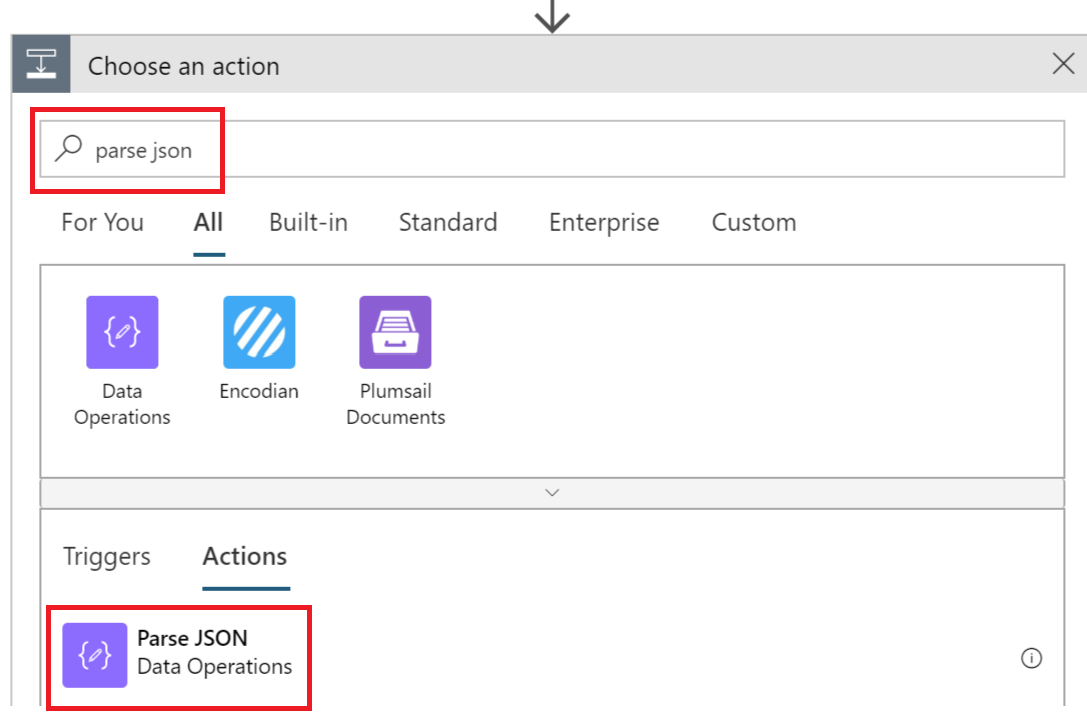 Choose an action
parse json
For You All Built-in Standard Enterprise Custom
Data Operations
Encodian
Plumsail Documents
Triggers Actions
Parse JSON
Data Operations